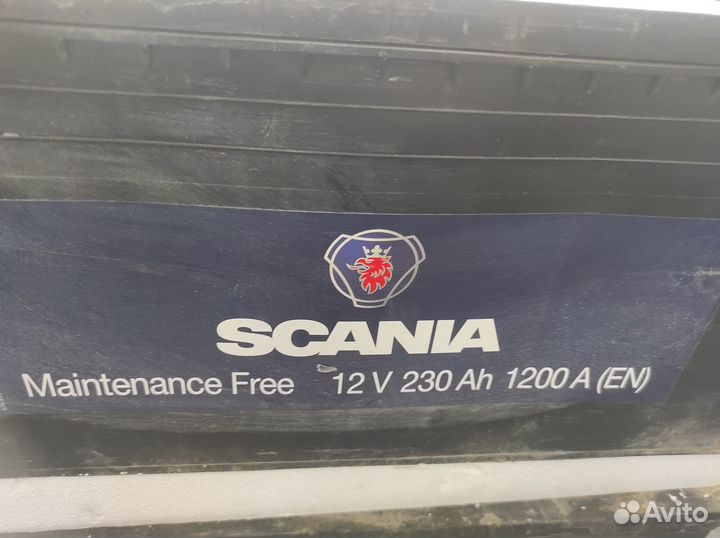 SCANIA
Maintenance Free 12 V 230 Ah 1200 A (EN)
Avito